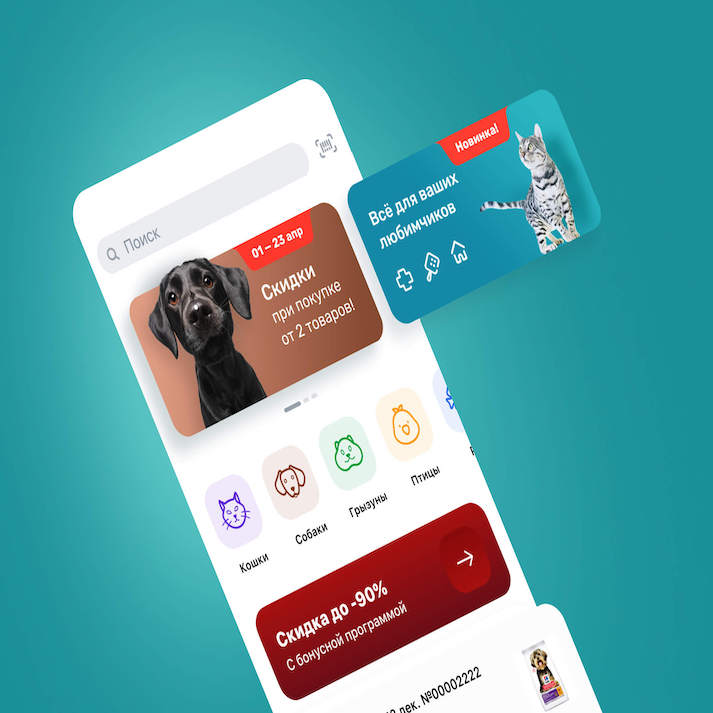 Поиск
01 – 23 апр
Скидки
при покупке
от 2 товаров!
Новинка!
Всё для ваших
любимчиков
Кошки
Собаки
Грызуны
Птицы
Скидка до -90%
С бонусной программой
дек. №00002222